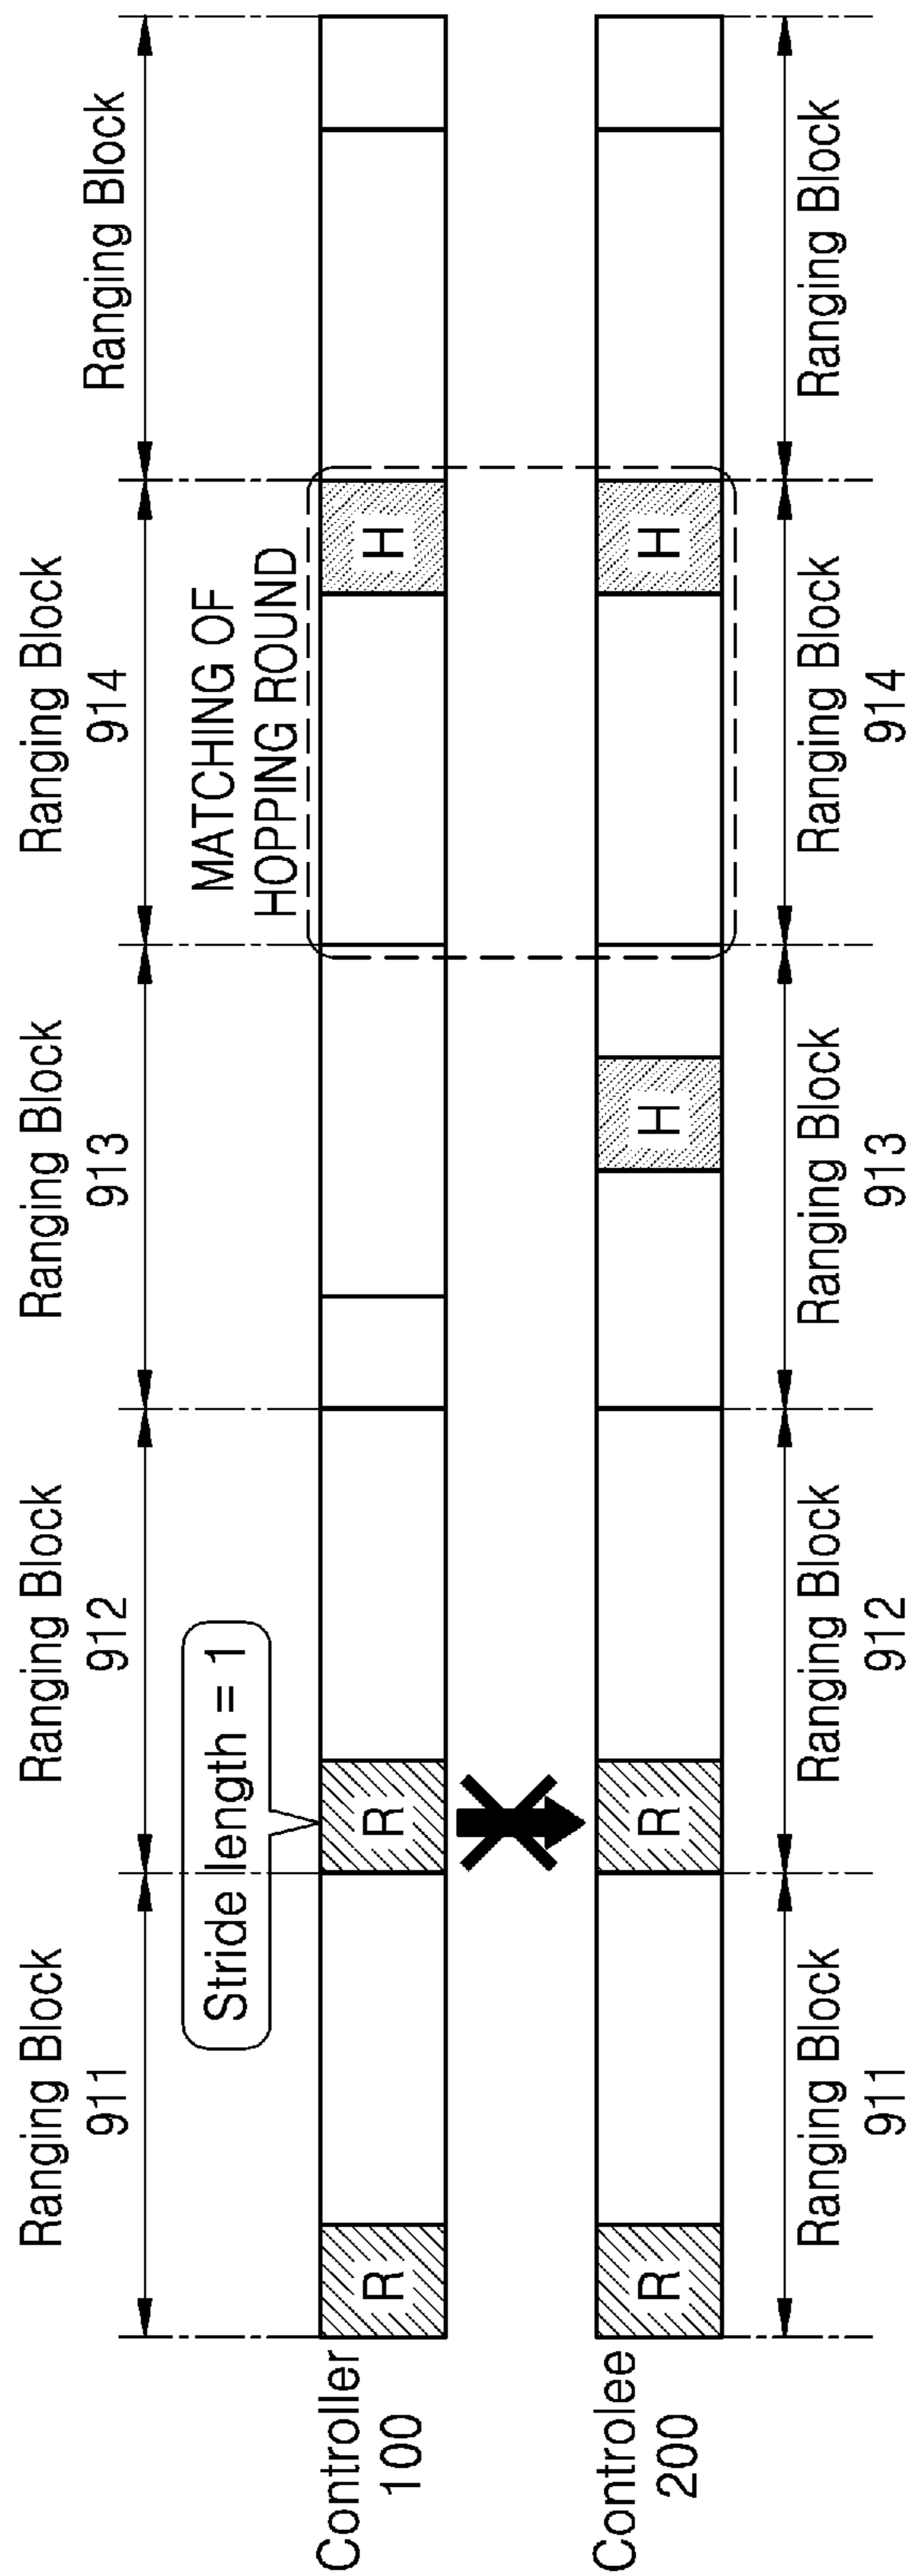 Ranging Block
911
Ranging Block
912
Ranging Block
913
Ranging Block
914
Ranging Block
Stride length = 1
MATCHING OF
HOPPING ROUND
Controller
100
R
R
H
Controlee
200
R
R
H
H
Ranging Block
911
Ranging Block
912
Ranging Block
913
Ranging Block
914
Ranging Block